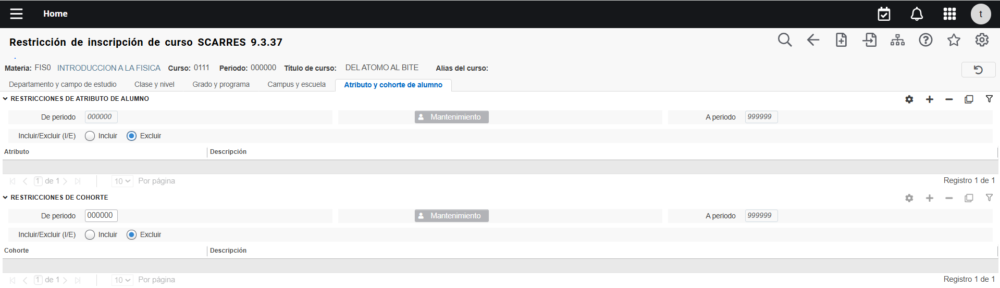 Home
t
Restricción de inscripción de curso SCARRES 9.3.37
Materia: FIS0 INTRODUCCION A LA FISICA Curso: 0111 Periodo: 000000 Título de curso: DEL ATOMO AL BITE Alias del curso:
Departamento y campo de estudio Clase y nivel Grado y programa Campus y escuela Atributo y cohorte de alumno
RESTRICCIONES DE ATRIBUTO DE ALUMNO
De periodo 000000 Mantenimiento A periodo 999999
Incluir/Excluir (I/E) Incluir Excluir
Atributo Descripción
1 de 1 10 Por página Registro 1 de 1
RESTRICCIONES DE COHORTE
De periodo 000000 Mantenimiento A periodo 999999
Incluir/Excluir (I/E) Incluir Excluir
Cohorte Descripción
1 de 1 10 Por página Registro 1 de 1